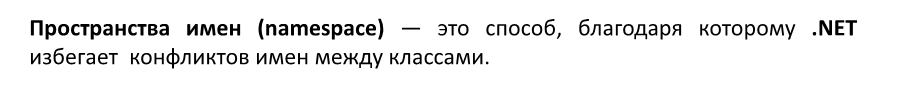 Пространства имен (namespace) — это способ, благодаря которому .NET
избегает конфликтов имен между классами.